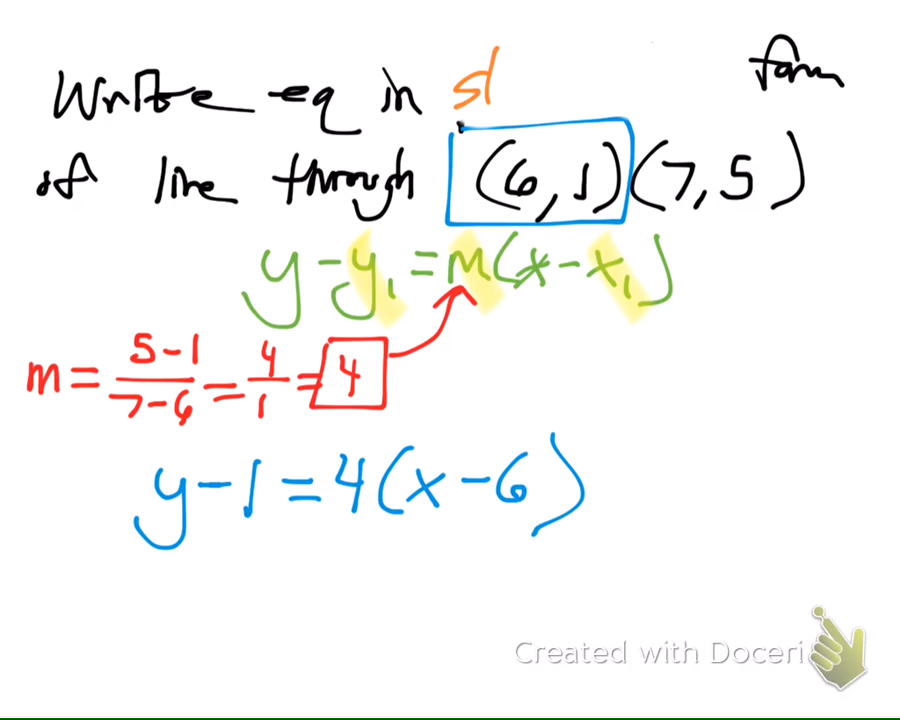 Write eq in sl form
of line through (6, 1) (7, 5)
y - y₁ = m(x - x₁)
m = 5-1/7-6 = 4/1 = 4
y - 1 = 4(x - 6)
Created with Doceri